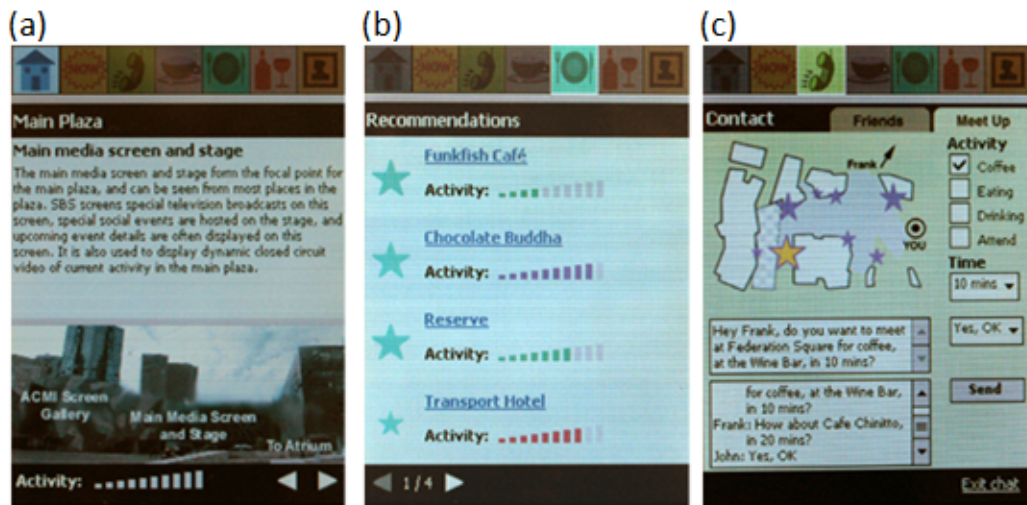 (a)
NOW
Main Plaza
Main media screen and stage
The main media screen and stage form the focal point for
the main plaza, and can be seen from most places in the
plaza. SBS screens special television broadcasts on this
screen, special social events are hosted on the stage, and
upcoming event details are often displayed on this
screen. It is also used to display dynamic closed circuit
video of current activity in the main plaza.
ACMI Screen
Gallery
Main Media Screen
and Stage
To Atrium
Activity:
(b)
NOW
Recommendations
Funkfish Café
Activity:
Chocolate Buddha
Activity:
Reserve
Activity:
Transport Hotel
Activity:
1/4
(c)
NOW
Contact
Friends
Meet Up
Frank
YOU
Activity
Coffee
Eating
Drinking
Attend
Time
10 mins
Hey Frank, do you want to meet
at Federation Square for coffee,
at the Wine Bar, in 10 mins?
Yes, OK
for coffee, at the Wine Bar,
in 10 mins?
Frank: How about Cafe Chinitto,
in 20 mins?
John: Yes, OK
Send
Exit chat